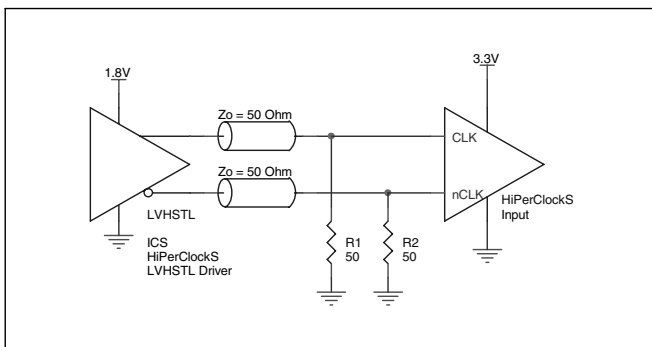 1.8V
3.3V
Zo = 50 Ohm
CLK
Zo = 50 Ohm
nCLK
HiPerClockS
Input
LVHSTL
ICS
HiPerClockS
LVHSTL Driver
R1
50
R2
50